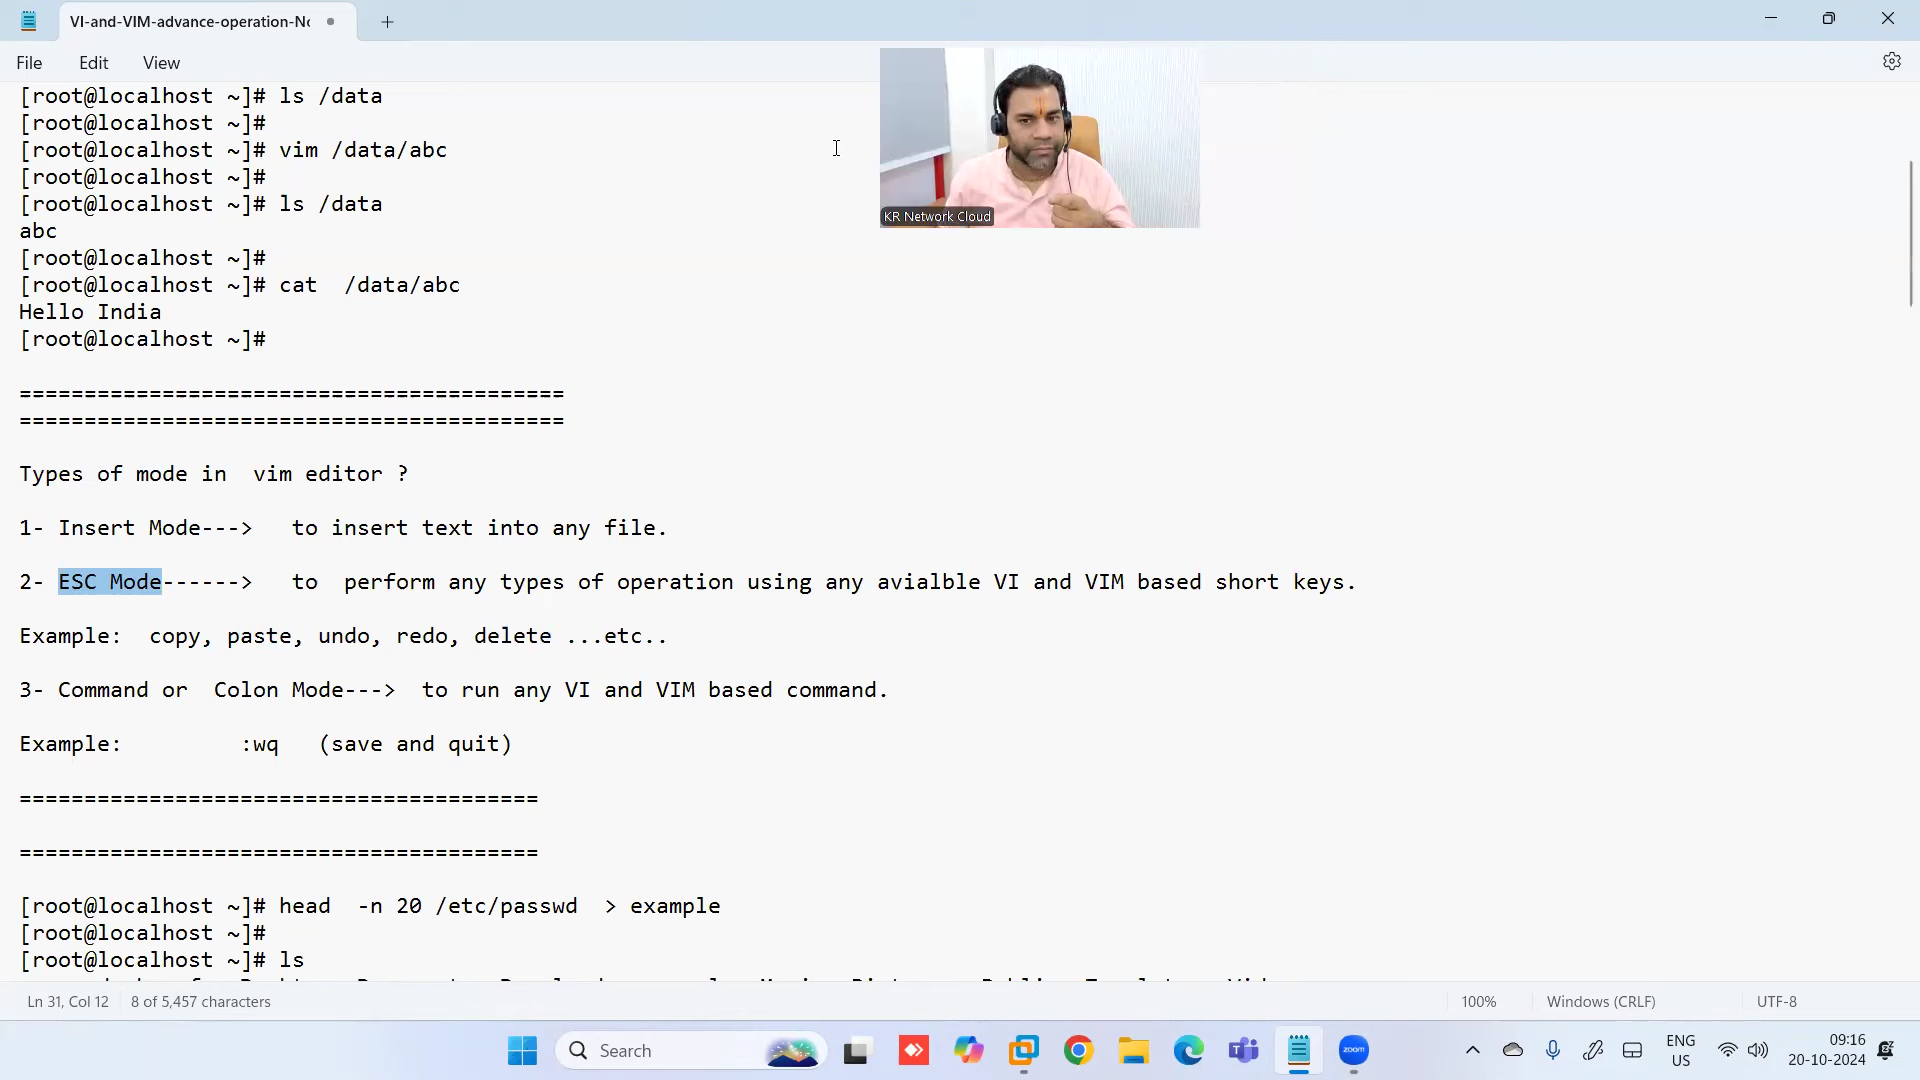 VI-and-VIM-advance-operation-No
File Edit View
[root@localhost ~]# ls /data
[root@localhost ~]#
[root@localhost ~]# vim /data/abc
[root@localhost ~]#
[root@localhost ~]# ls /data
abc
[root@localhost ~]#
[root@localhost ~]# cat  /data/abc
Hello India
[root@localhost ~]#
KR Network Cloud
==========================================
==========================================
Types of mode in  vim editor ?
1- Insert Mode--->   to insert text into any file.
2- ESC Mode------>   to  perform any types of operation using any avialble VI and VIM based short keys.
Example:  copy, paste, undo, redo, delete ...etc..
3- Command or  Colon Mode--->  to run any VI and VIM based command.
Example:         :wq   (save and quit)
========================================
========================================
[root@localhost ~]# head  -n 20 /etc/passwd  > example
[root@localhost ~]#
[root@localhost ~]# ls
Ln 31, Col 12 8 of 5,457 characters 100% Windows (CRLF) UTF-8
Search
zoom
ENG
US
09:16
20-10-2024